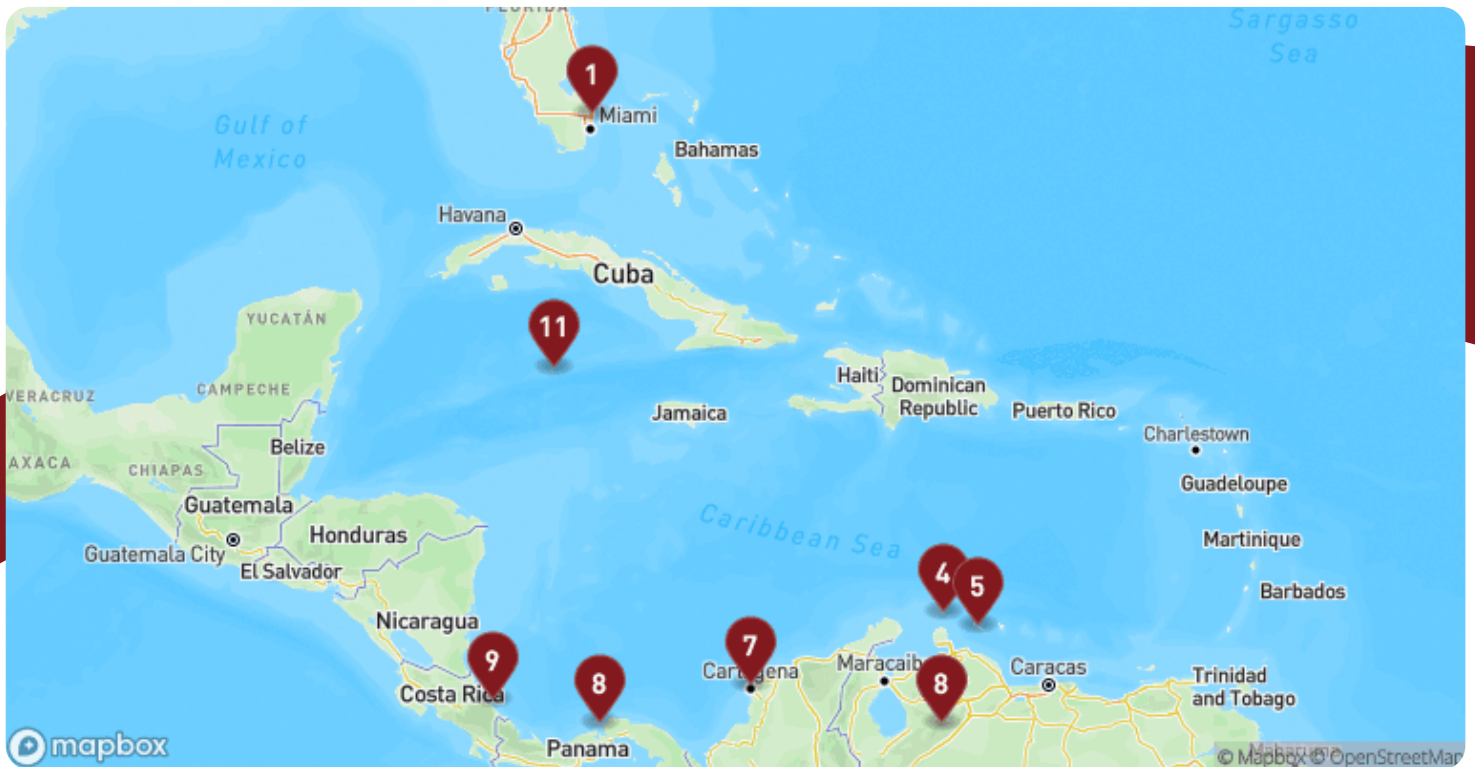 FLORIDA
Sargasso
Sea
1
Miami
Gulf of
Mexico
Bahamas
Havana
Cuba
YUCATÁN
11
CAMPECHE
VERACRUZ
Haiti
Dominican
Republic
Puerto Rico
Jamaica
Charlestown
Belize
AXACA
CHIAPAS
Guadeloupe
Guatemala
Honduras
Caribbean Sea
Martinique
Guatemala City
El Salvador
4
5
Barbados
Nicaragua
7
9
8
Cartagena
Maracaib
8
Caracas
Costa Rica
Trinidad
and Tobago
Panama
mapbox
© Mapbox © OpenStreetMap